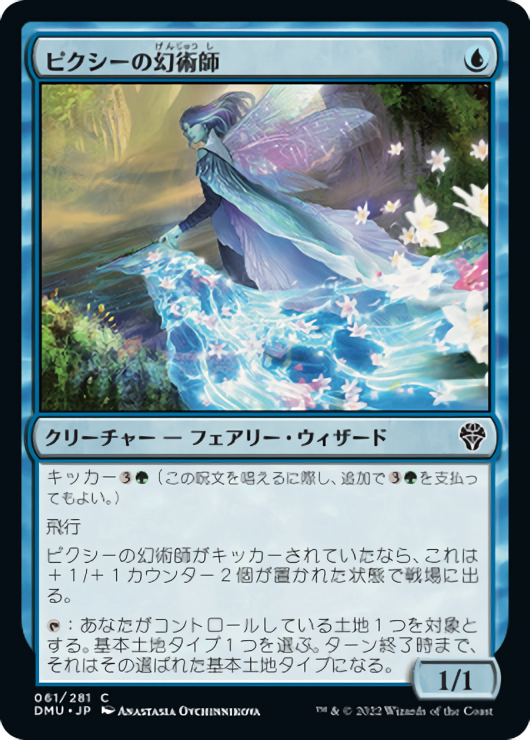 げんじゅつし
ピクシーの幻術師
クリーチャー — フェアリー・ウィザード
キッカー③（この呪文を唱えるに際し、追加で③を支払っ
てもよい。）
飛行
ピクシーの幻術師がキッカーされていたなら、これは
＋１/＋１カウンター２個が置かれた状態で戦場に出
る。
：あなたがコントロールしている土地１つを対象と
する。基本土地タイプ１つを選ぶ。ターン終了時まで、
それはその選ばれた基本土地タイプになる。
1/1
061/281 C
DMU • JP Anastasia Ovchinnikova
™ & © 2022 Wizards of the Coast